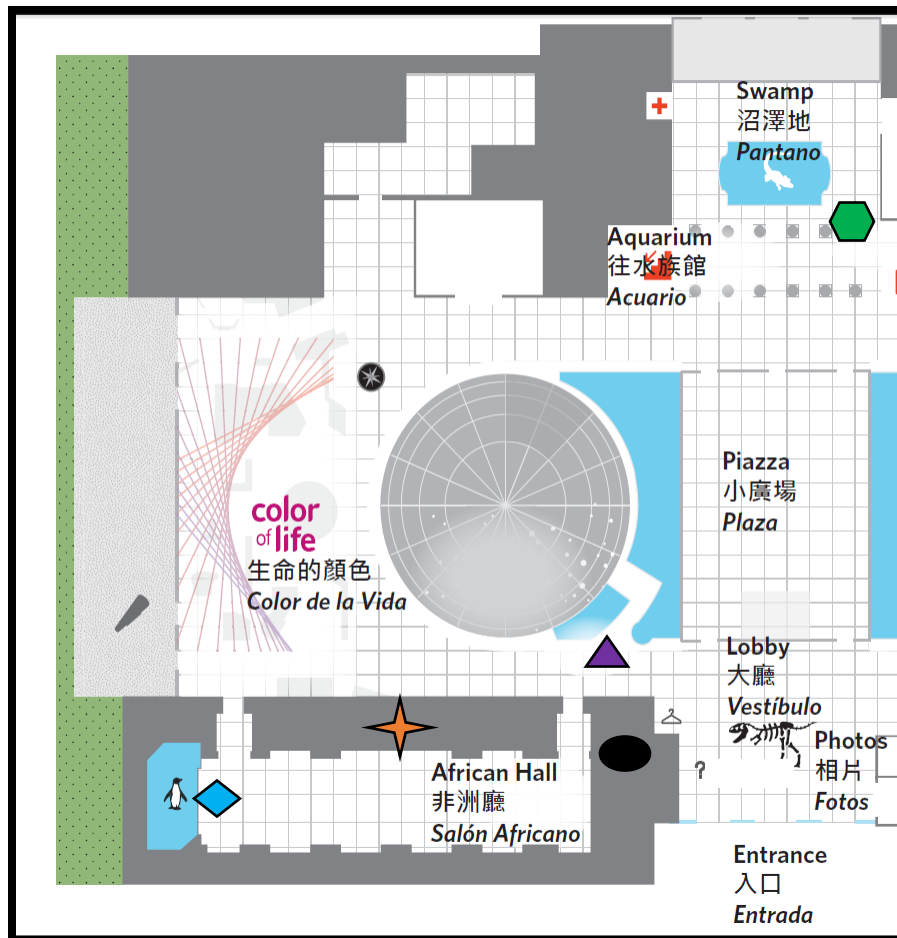 Swamp
沼澤地
Pantano
Aquarium
往水族館
Acuario
Piazza
小廣場
Plaza
color
of life
生命的顏色
Color de la Vida
Lobby
大廳
Vestíbulo
Photos
相片
Fotos
?
African Hall
非洲廳
Salón Africano
Entrance
入口
Entrada